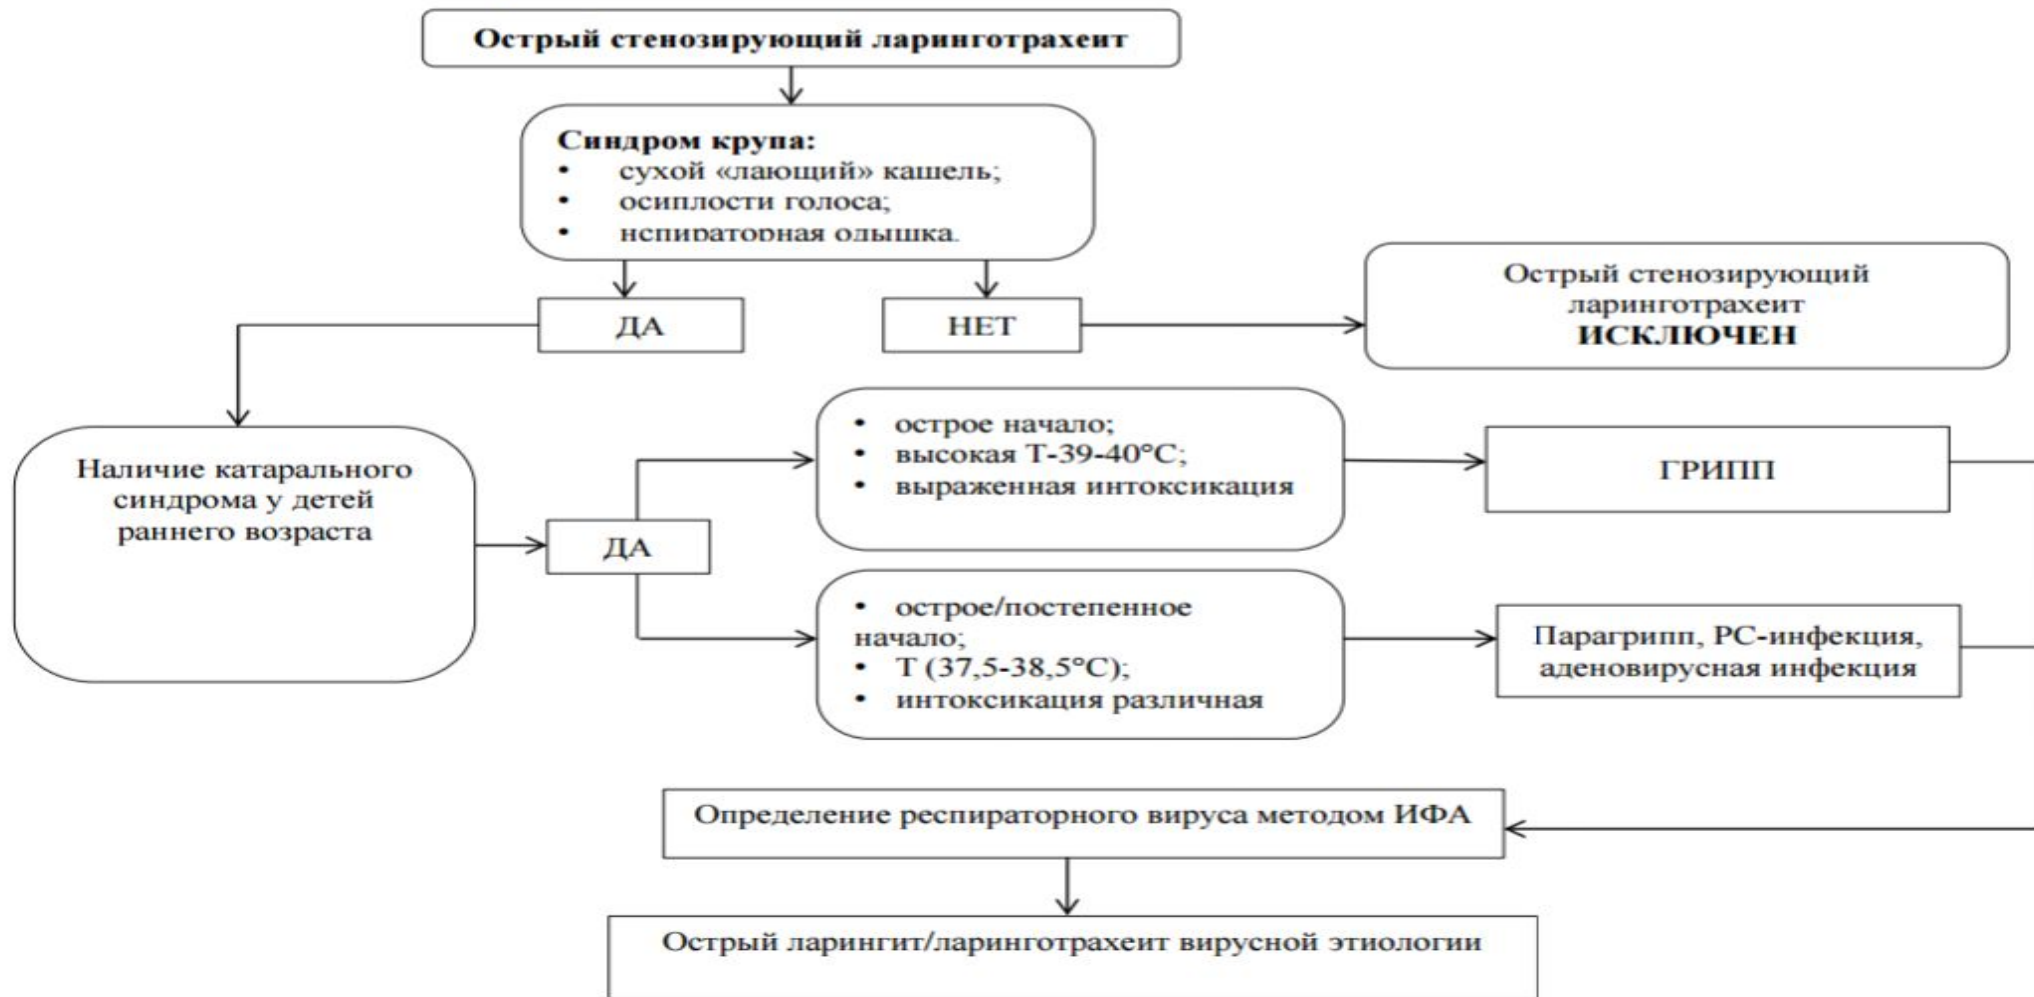 Острый стенозирующий ларинготрахеит
Синдром крупа:
• сухой «лающий» кашель;
• осиплости голоса;
• нспираторная одышка.
ДА
НЕТ
Острый стенозирующий
ларинготрахеит
ИСКЛЮЧЕН
Наличие катарального
синдрома у детей
раннего возраста
ДА
• острое начало;
• высокая Т-39-40°С;
• выраженная интоксикация
ГРИПП
• острое/постепенное
начало;
• Т (37,5-38,5°С);
• интоксикация различная
Парагрипп, РС-инфекция,
аденовирусная инфекция
Определение респираторного вируса методом ИФА
Острый ларингит/ларинготрахеит вирусной этиологии